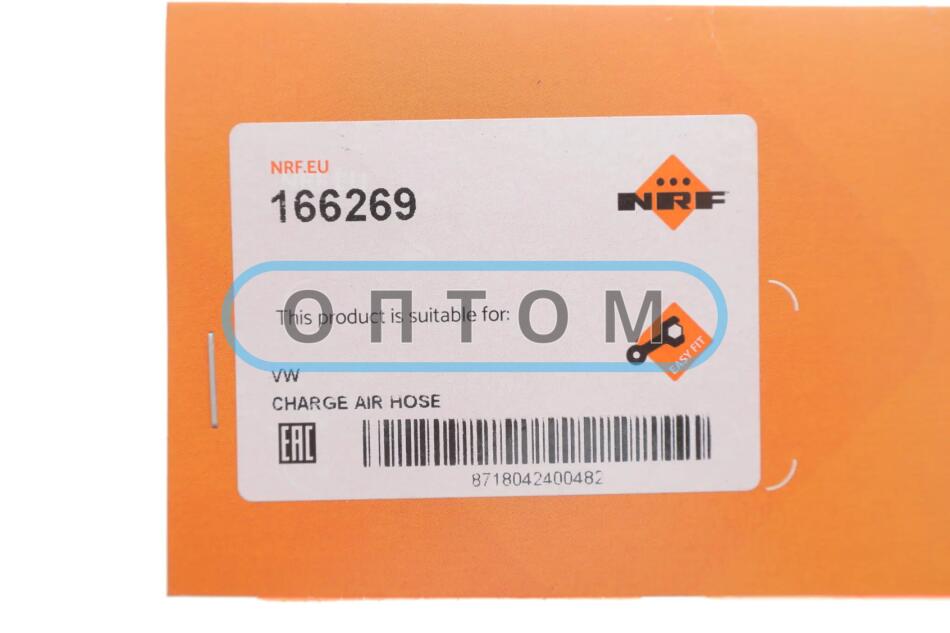 NRF.EU
166269
NRF
This product is suitable for:
ОПТОМ
EASY FIT
VW
CHARGE AIR HOSE
EAC
8718042400482